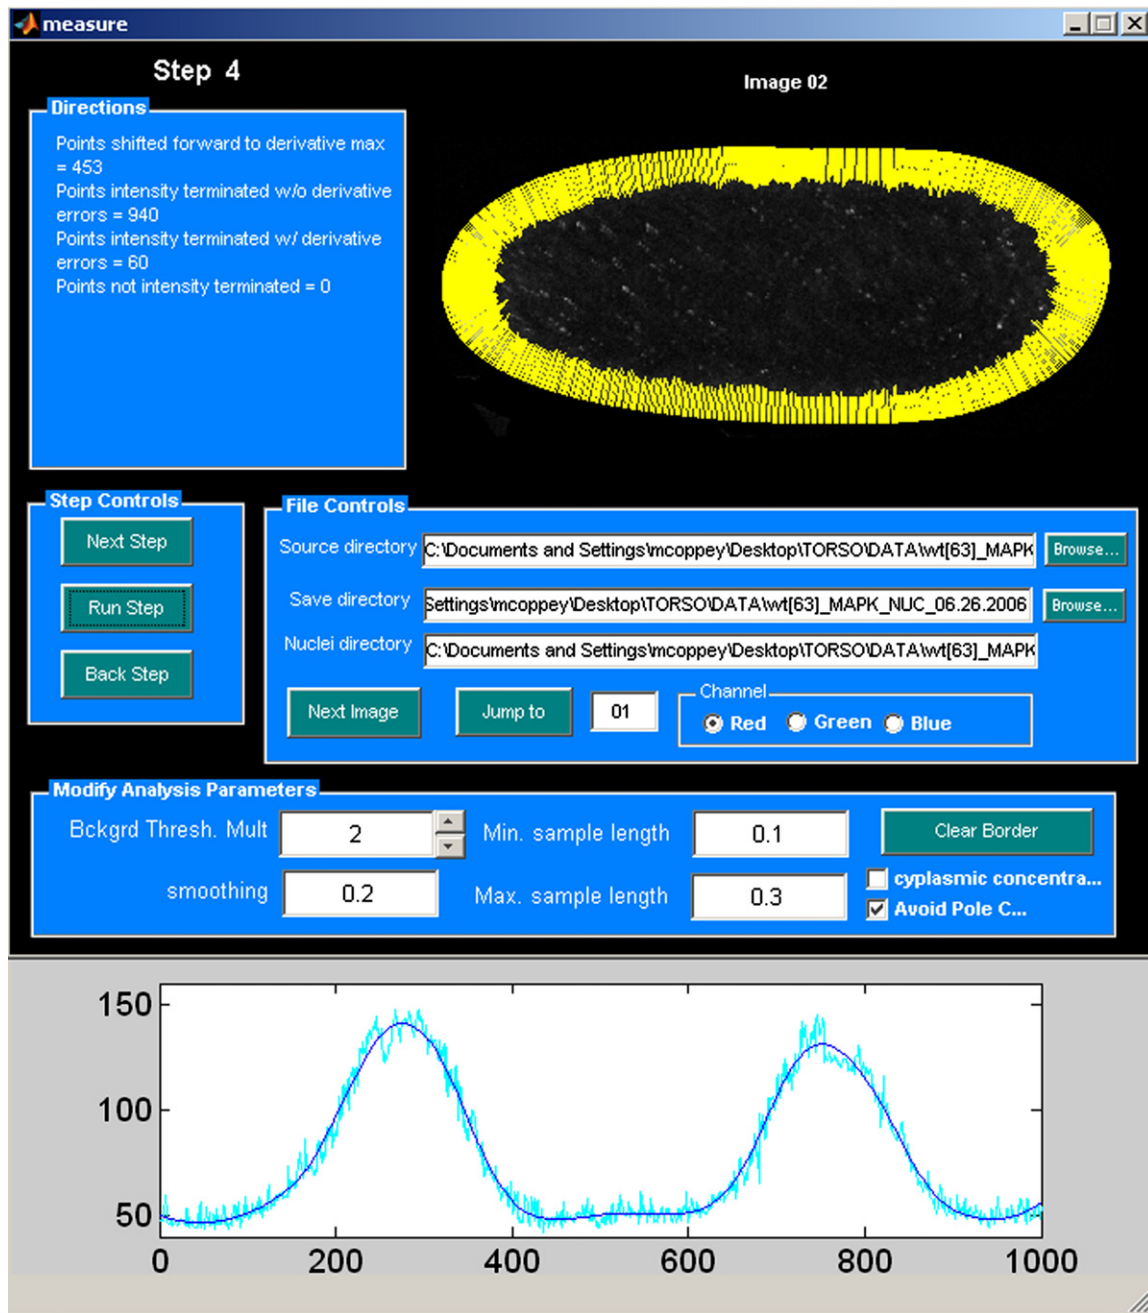 measure
Step 4
Image 02
Directions
Points shifted forward to derivative max
= 453
Points intensity terminated w/o derivative
errors = 940
Points intensity terminated w/ derivative
errors = 60
Points not intensity terminated = 0
Step Controls
Next Step
Run Step
Back Step
File Controls
Source directory C:\Documents and Settings\mcoppey\Desktop\TORSO\DATA\wt[63]_MAPK Browse...
Save directory Settings\mcoppey\Desktop\TORSO\DATA\wt[63]_MAPK_NUC_06.26.2006 Browse...
Nuclei directory C:\Documents and Settings\mcoppey\Desktop\TORSO\DATA\wt[63]_MAPK
Channel
Next Image Jump to 01 Red Green Blue
Modify Analysis Parameters
Bckgrd Thresh. Mult 2 Min. sample length 0.1 Clear Border
smoothing 0.2 Max. sample length 0.3 cyplasmic concentra...
Avoid Pole C...
150
100
50
0 200 400 600 800 1000